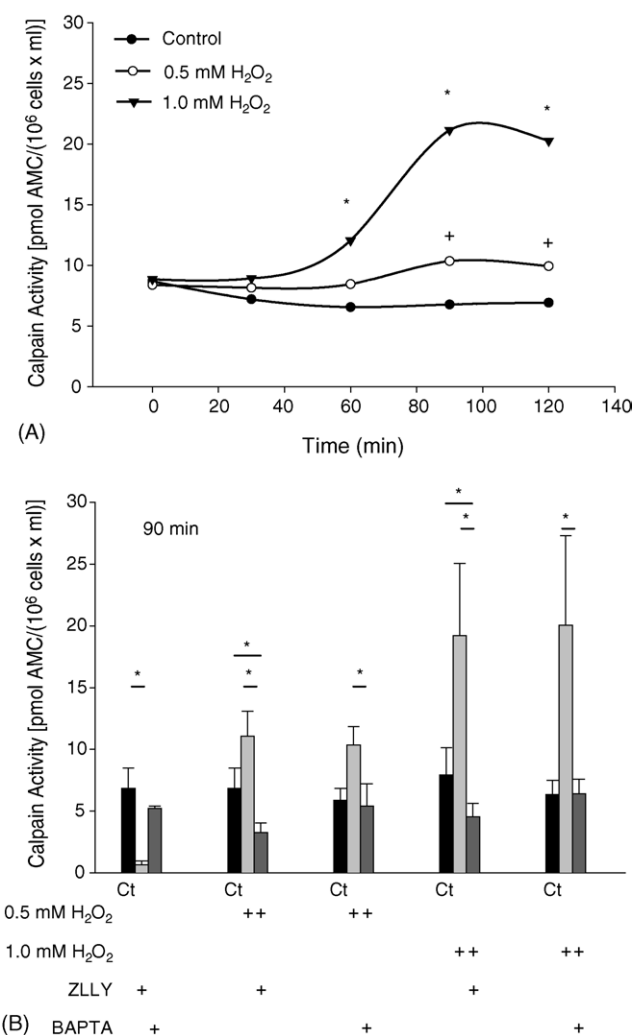 30
25
20
15
10
5
0
Calpain Activity [pmol AMC/(10⁶ cells x ml)]
Control
0.5 mM H₂O₂
1.0 mM H₂O₂
*
*
*
+
+
0 20 40 60 80 100 120 140
Time (min)
(A)
30
25
20
15
10
5
0
Calpain Activity [pmol AMC/(10⁶ cells x ml)]
90 min
* * * * * * *
Ct Ct Ct Ct Ct
0.5 mM H₂O₂ ++ ++
1.0 mM H₂O₂ ++ ++
ZLLY + + +
(B) BAPTA + + +